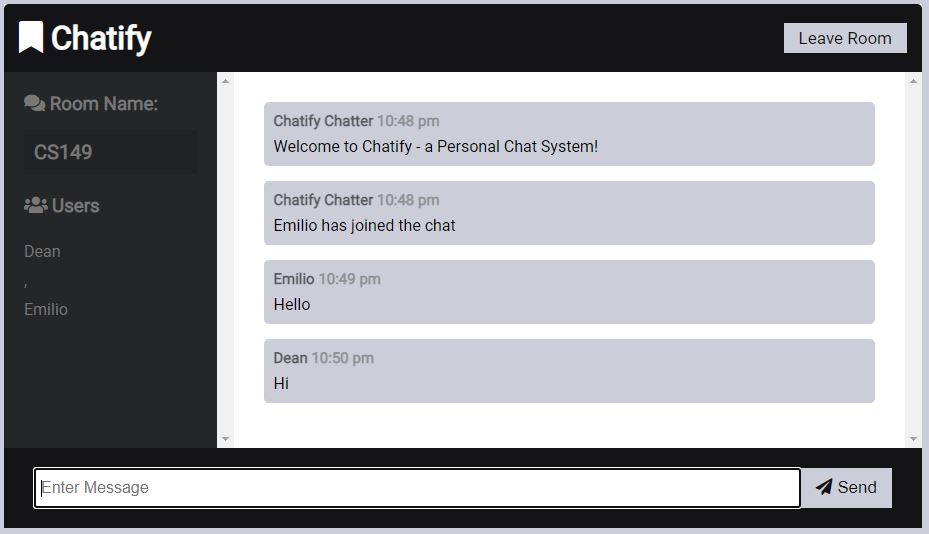 Chatify
Leave Room
Room Name:
CS149
Users
Dean
,
Emilio
Chatify Chatter 10:48 pm
Welcome to Chatify - a Personal Chat System!
Chatify Chatter 10:48 pm
Emilio has joined the chat
Emilio 10:49 pm
Hello
Dean 10:50 pm
Hi
Enter Message
Send